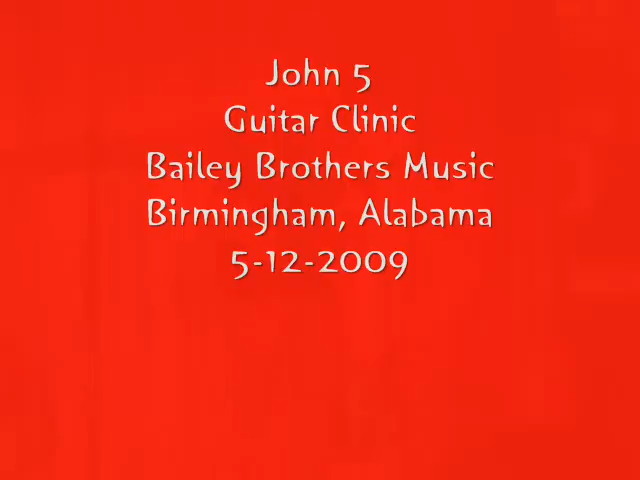 John 5
Guitar Clinic
Bailey Brothers Music
Birmingham, Alabama
5-12-2009